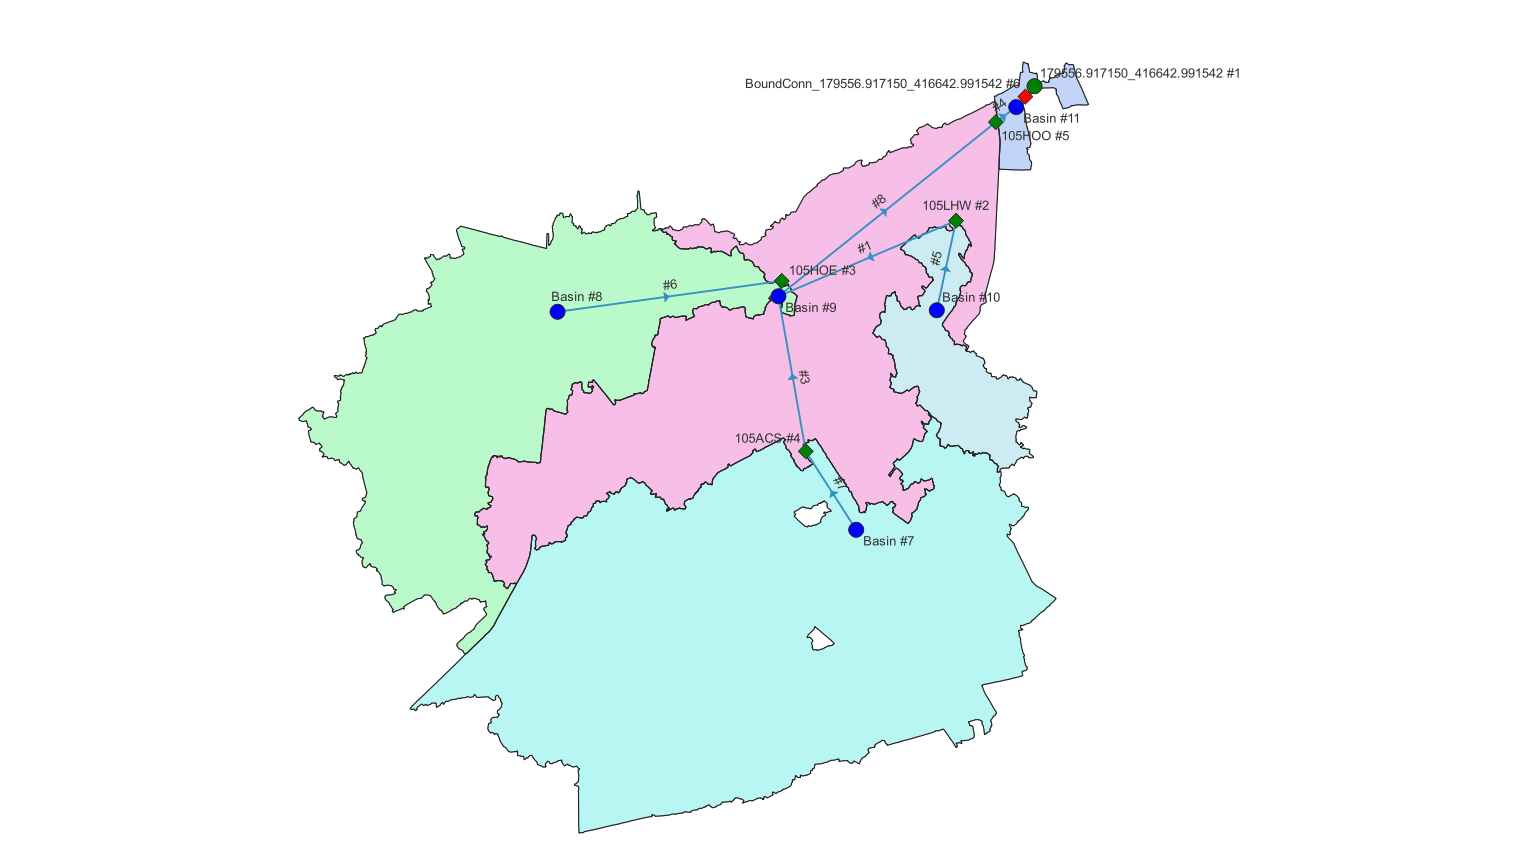 179556.917150_416642.991542 #1
BoundConn_179556.917150_416642.991542 #6
#4
Basin #11
105HOO #5
#8
105LHW #2
#1
#5
105HOE #3
#6
Basin #8
Basin #10
Basin #9
#3
105ACS #4
#7
Basin #7